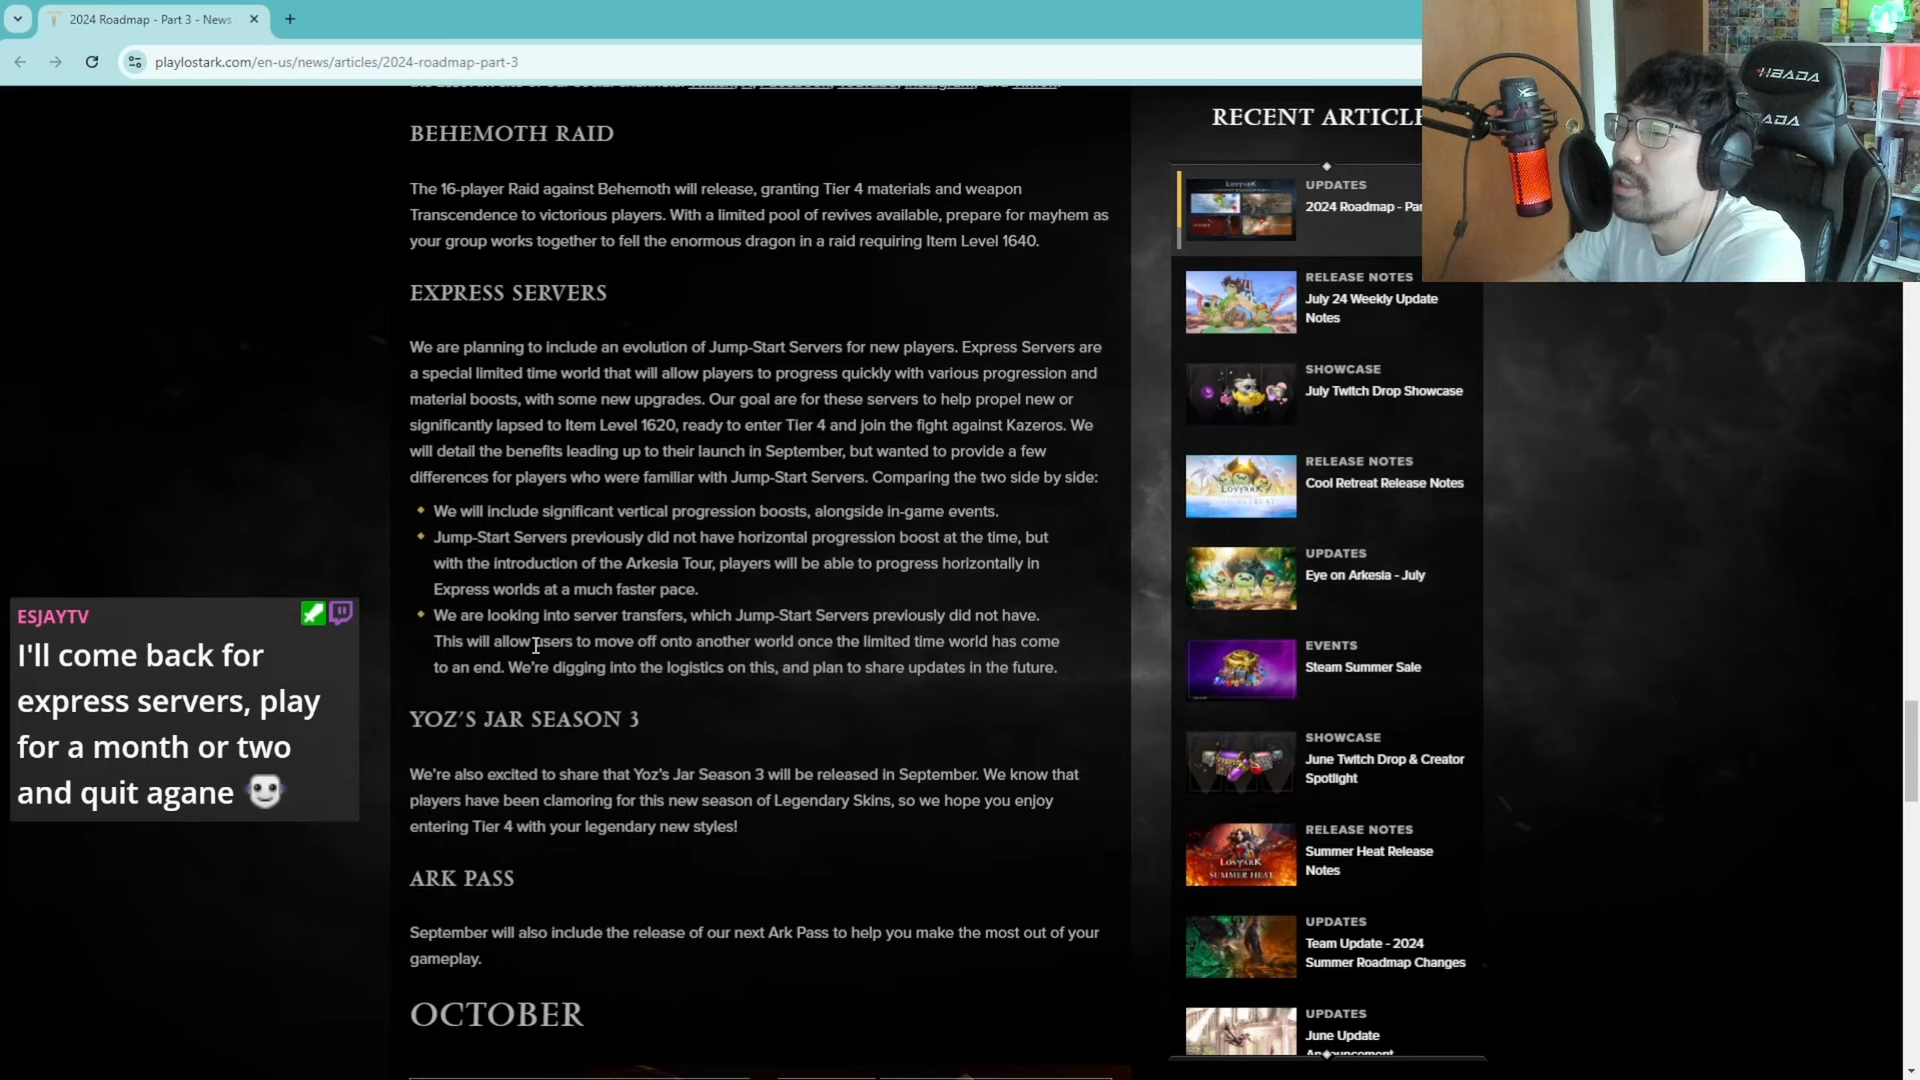 2024 Roadmap - Part 3 - News
playlostark.com/en-us/news/articles/2024-roadmap-part-3
BEHEMOTH RAID
The 16-player Raid against Behemoth will release, granting Tier 4 materials and weapon
Transcendence to victorious players. With a limited pool of revives available, prepare for mayhem as
your group works together to fell the enormous dragon in a raid requiring Item Level 1640.
EXPRESS SERVERS
We are planning to include an evolution of Jump-Start Servers for new players. Express Servers are
a special limited time world that will allow players to progress quickly with various progression and
material boosts, with some new upgrades. Our goal are for these servers to help propel new or
significantly lapsed to Item Level 1620, ready to enter Tier 4 and join the fight against Kazeros. We
will detail the benefits leading up to their launch in September, but wanted to provide a few
differences for players who were familiar with Jump-Start Servers. Comparing the two side by side:
We will include significant vertical progression boosts, alongside in-game events.
Jump-Start Servers previously did not have horizontal progression boost at the time, but
with the introduction of the Arkesia Tour, players will be able to progress horizontally in
Express worlds at a much faster pace.
We are looking into server transfers, which Jump-Start Servers previously did not have.
This will allow users to move off onto another world once the limited time world has come
to an end. We're digging into the logistics on this, and plan to share updates in the future.
YOZ'S JAR SEASON 3
We're also excited to share that Yoz's Jar Season 3 will be released in September. We know that
players have been clamoring for this new season of Legendary Skins, so we hope you enjoy
entering Tier 4 with your legendary new styles!
ARK PASS
September will also include the release of our next Ark Pass to help you make the most out of your
gameplay.
OCTOBER
ESJAYTV
I'll come back for
express servers, play
for a month or two
and quit agane
RECENT ARTICLE
UPDATES
2024 Roadmap - Par
RELEASE NOTES
July 24 Weekly Update
Notes
SHOWCASE
July Twitch Drop Showcase
RELEASE NOTES
Cool Retreat Release Notes
UPDATES
Eye on Arkesia - July
EVENTS
Steam Summer Sale
SHOWCASE
June Twitch Drop & Creator
Spotlight
RELEASE NOTES
Summer Heat Release
Notes
LOST ARK
SUMMER HEAT
UPDATES
Team Update - 2024
Summer Roadmap Changes
UPDATES
June Update
Announcement
HBADA
ADA